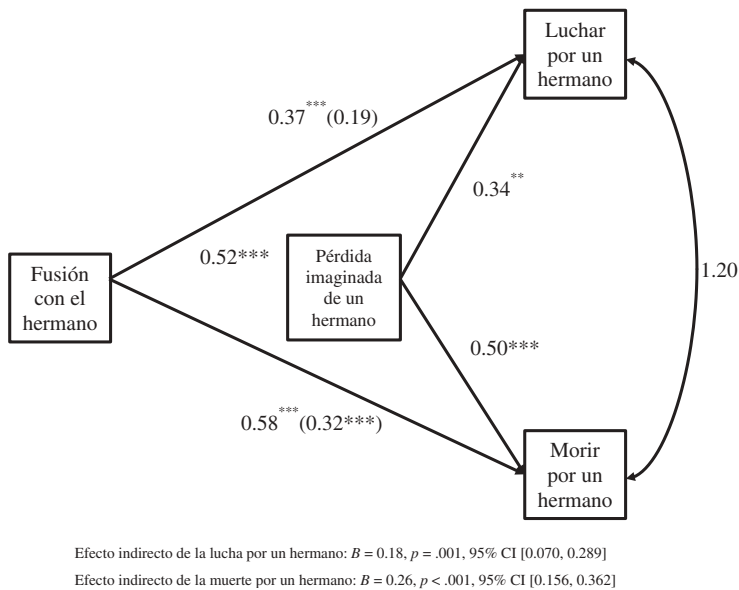 Luchar
por un
hermano
0.37***(0.19)
0.34**
Fusión
con el
hermano
0.52***
Pérdida
imaginada
de un
hermano
1.20
0.50***
0.58***(0.32***)
Morir
por un
hermano
Efecto indirecto de la lucha por un hermano: B = 0.18, p = .001, 95% CI [0.070, 0.289]
Efecto indirecto de la muerte por un hermano: B = 0.26, p < .001, 95% CI [0.156, 0.362]